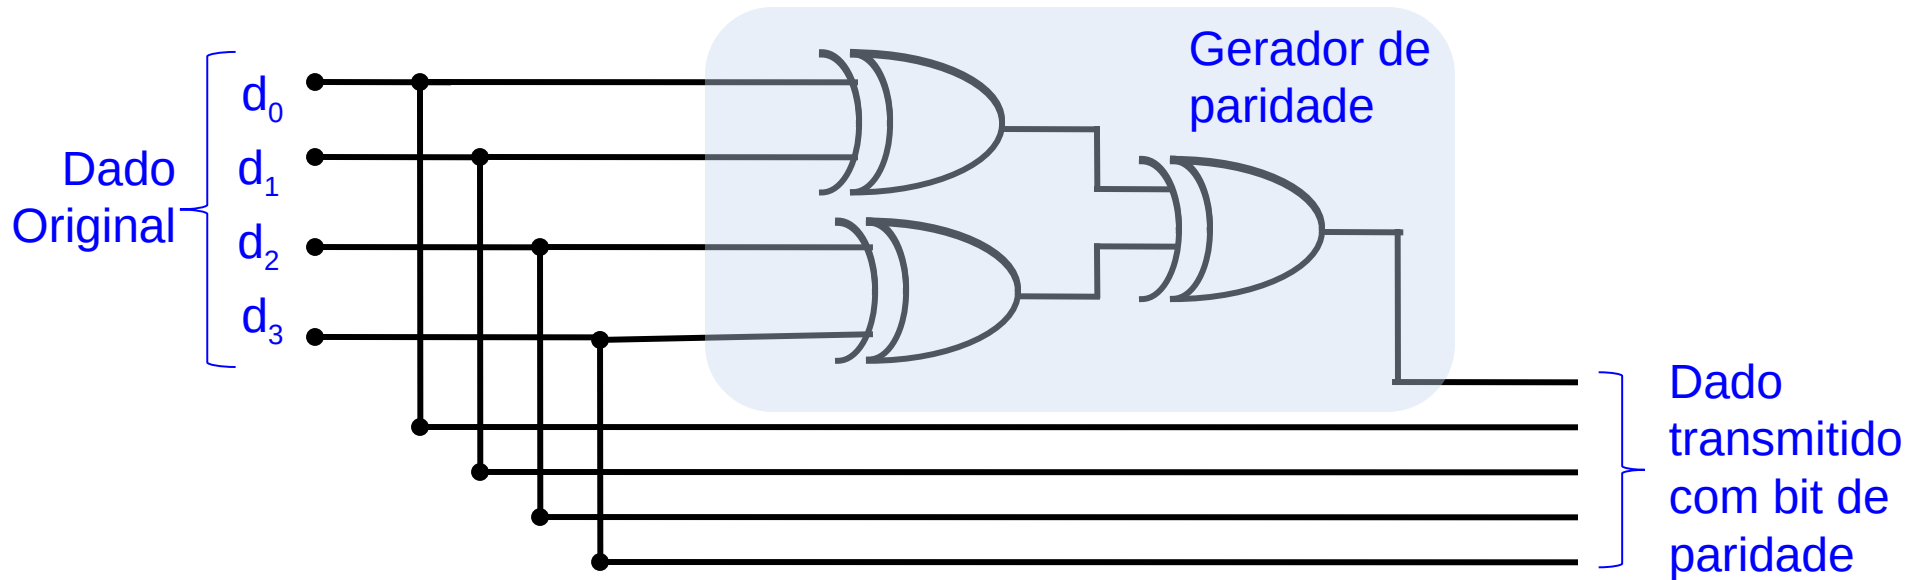 Gerador de
paridade
Dado
Original
d0
d1
d2
d3
Dado
transmitido
com bit de
paridade